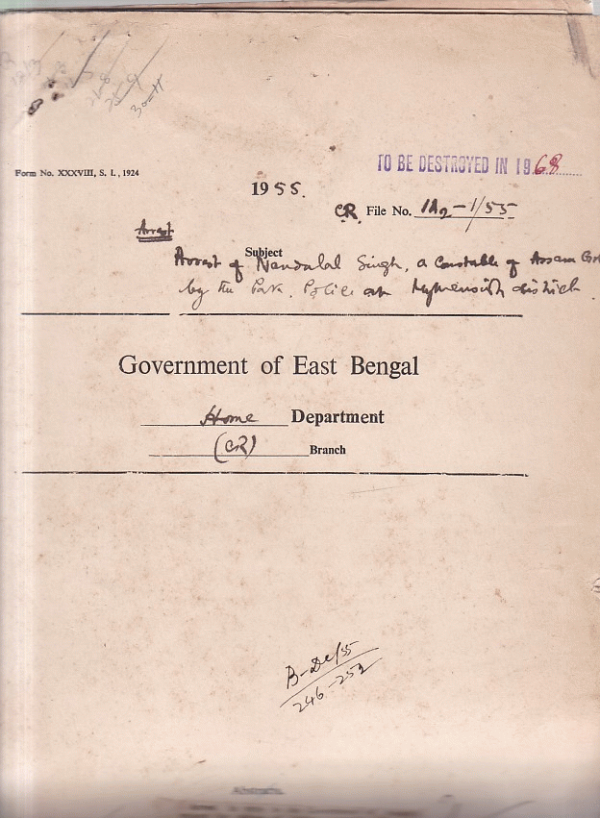 TO BE DESTROYED IN 1968
Form No. XXXVIII, S. I., 1924
1955.
CR. File No. 1A2-1/55
Arrest
Subject
Arrest of Nandalal Singh, a Constable of Assam
by the Pak. Police at Mymensingh district.
Government of East Bengal
Home Department
(CR) Branch
B-Dec/55
246-252